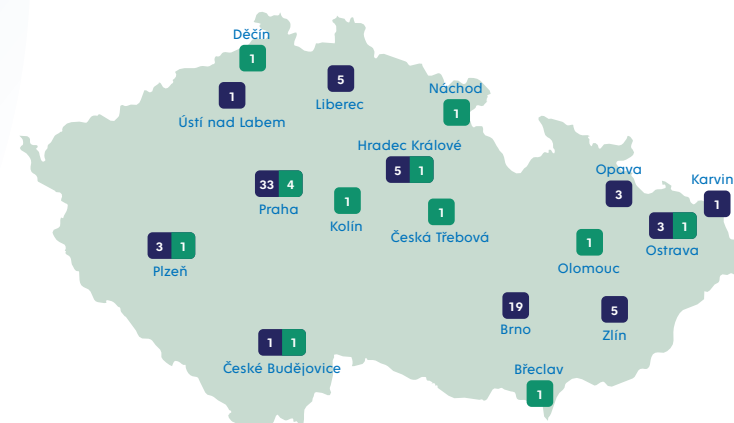 Děčín
1
1
Ústí nad Labem
5
Liberec
Náchod
1
Hradec Králové
5 1
33 4
Praha
1
Kolín
1
Česká Třebová
Opava
3
Karvin
1
3 1
Ostrava
1
Olomouc
3 1
Plzeň
19
Brno
5
Zlín
1 1
České Budějovice
Břeclav
1